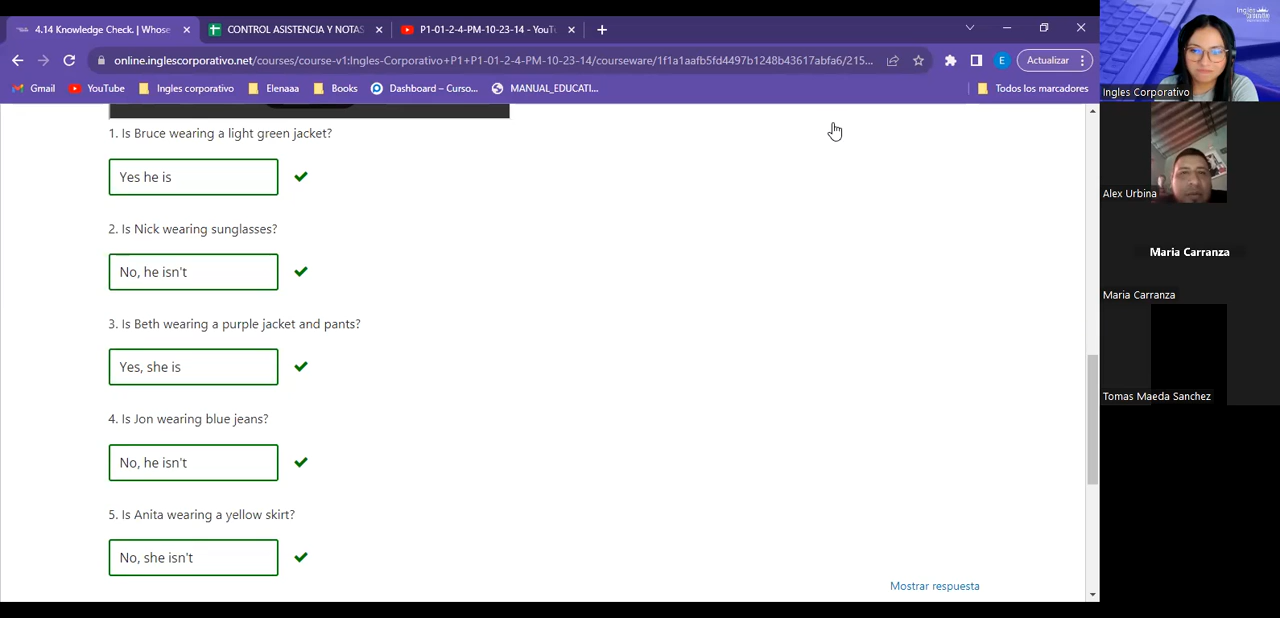 4.14 Knowledge Check. | Whose
CONTROL ASISTENCIA Y NOTAS
P1-01-2-4-PM-10-23-14 - YouTu
online.inglescorporativo.net/courses/course-v1:Ingles-Corporativo+P1+P1-01-2-4-PM-10-23-14/courseware/1f1a1aafb5fd4497b1248b43617abfa6/215...
E
Actualizar
Gmail
YouTube
Ingles corporativo
Elenaaa
Books
Dashboard – Curso...
MANUAL_EDUCATI...
Todos los marcadores
1. Is Bruce wearing a light green jacket?
Yes he is
2. Is Nick wearing sunglasses?
No, he isn't
3. Is Beth wearing a purple jacket and pants?
Yes, she is
4. Is Jon wearing blue jeans?
No, he isn't
5. Is Anita wearing a yellow skirt?
No, she isn't
Mostrar respuesta
Ingles
Ingles Corporativo
Alex Urbina
Maria Carranza
Maria Carranza
Tomas Maeda Sanchez